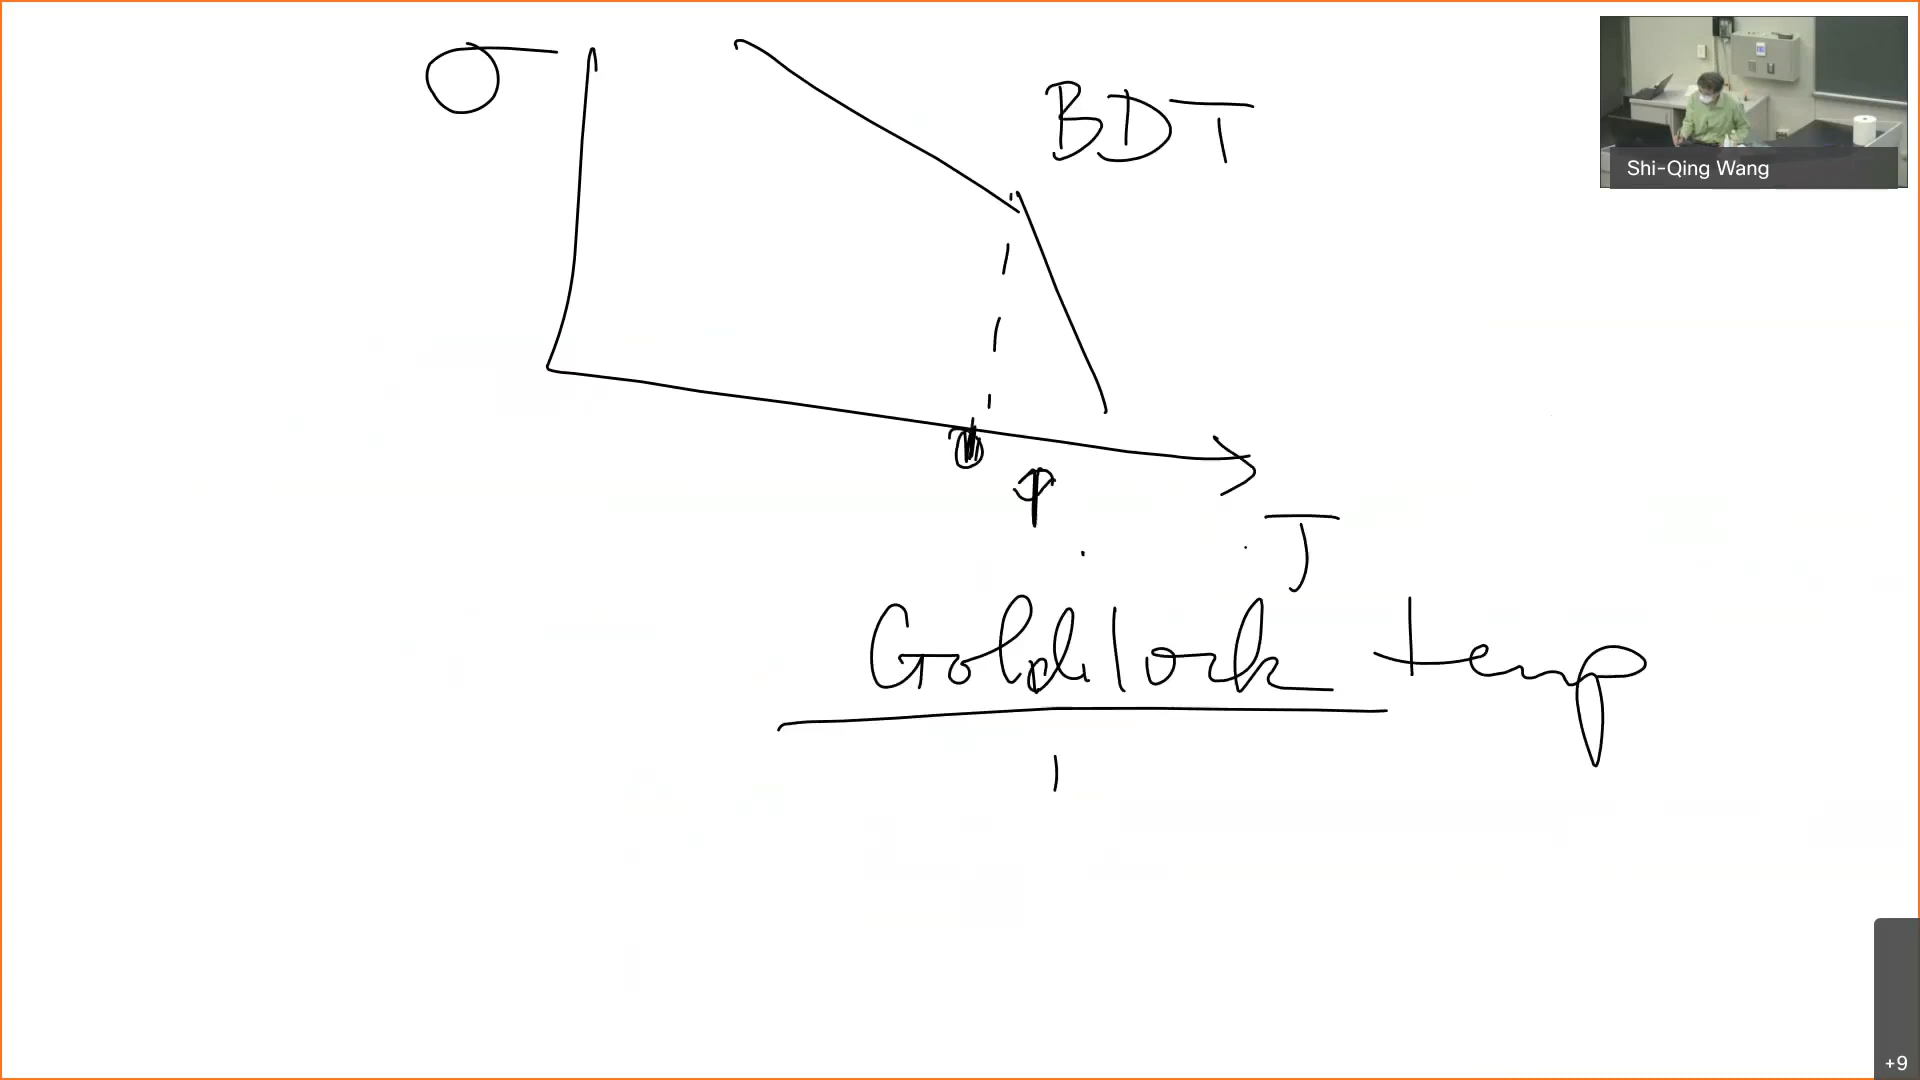 σ
BDT
Shi-Qing Wang
T
Goldilock temp
+9